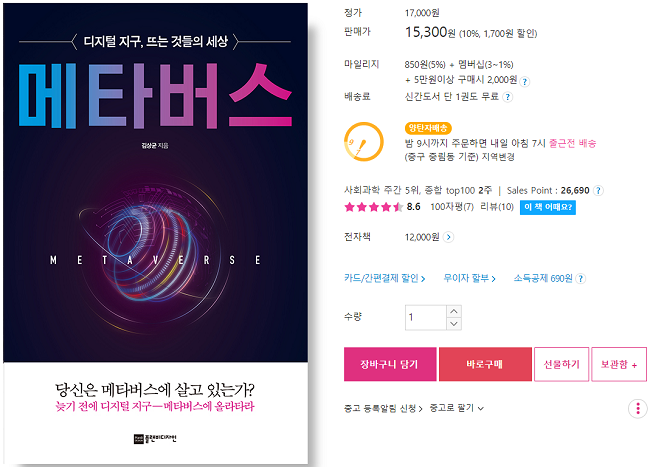 디지털 지구, 뜨는 것들의 세상
메타버스
김상균 지음
METAVERSE
당신은 메타버스에 살고 있는가?
늦기 전에 디지털 지구—메타버스에 올라타라
플랜비디자인
정가 17,000원
판매가 15,300원 (10%, 1,700원 할인)
마일리지 850원(5%) + 멤버십(3~1%)
+ 5만원이상 구매시 2,000원 ?
배송료 신간도서 단 1권도 무료 ?
양탄자배송
밤 9시까지 주문하면 내일 아침 7시 출근전 배송
(중구 중림동 기준) 지역변경
사회과학 주간 5위, 종합 top100 2주 | Sales Point : 26,690 ?
8.6 100자평(7) 리뷰(10) 이 책 어때요?
전자책 12,000원
카드/간편결제 할인 무이자 할부 소득공제 690원 ?
수량 1
장바구니 담기 바로구매 선물하기 보관함 +
중고 등록알림 신청 중고로 팔기